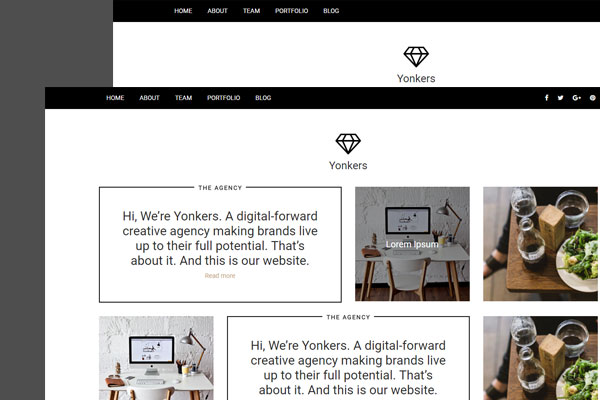 HOME ABOUT TEAM PORTFOLIO BLOG
Yonkers
HOME ABOUT TEAM PORTFOLIO BLOG
Yonkers
THE AGENCY
Hi, We're Yonkers. A digital-forward
creative agency making brands live
up to their full potential. That's
about it. And this is our website.
Read more
Lorem Ipsum
THE AGENCY
Hi, We're Yonkers. A digital-forward
creative agency making brands live
up to their full potential. That's
about it. And this is our website.